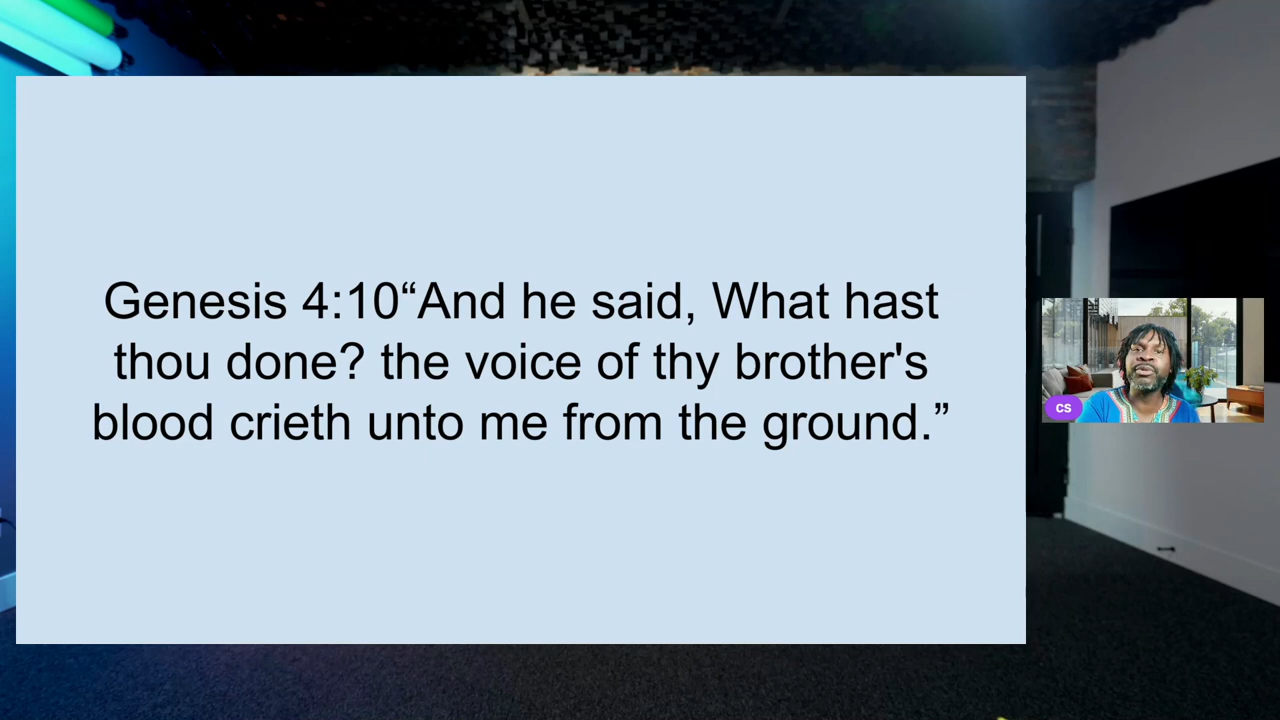 Genesis 4:10“And he said, What hast
thou done? the voice of thy brother's
blood crieth unto me from the ground.”
CS